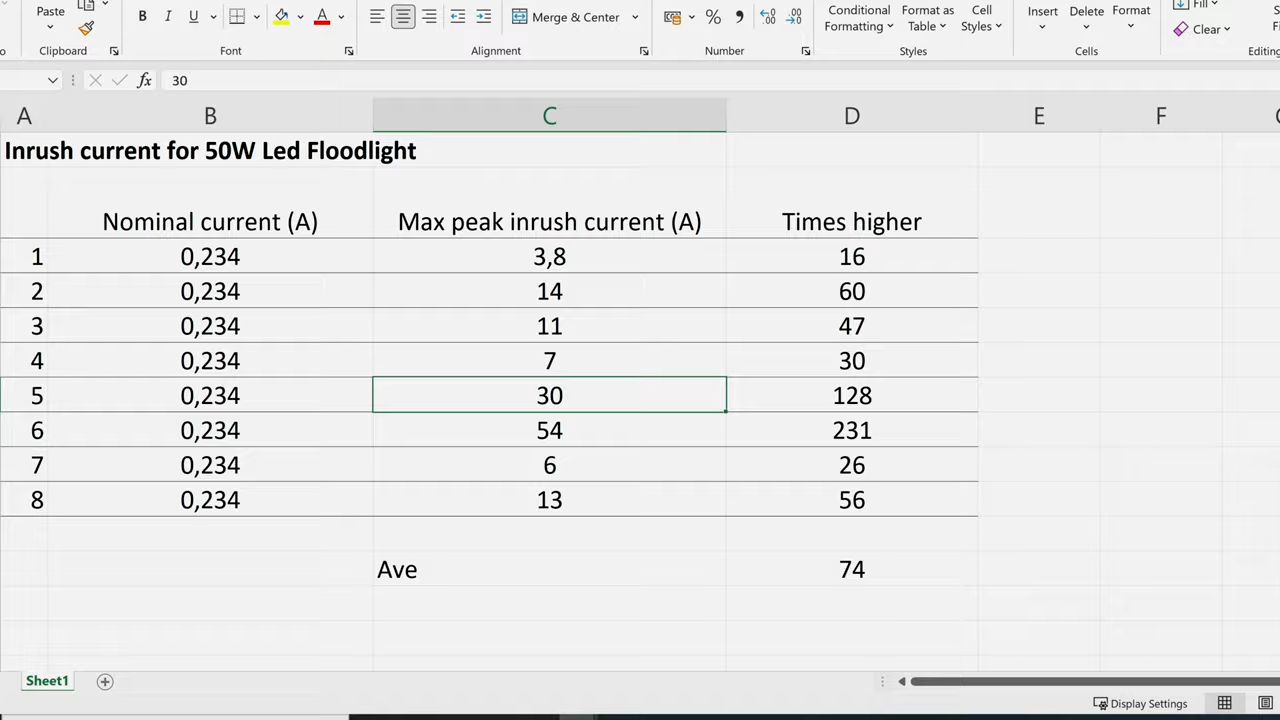 Paste
B I U A
Merge & Center
%
Conditional Formatting
Format as Table
Cell Styles
Insert Delete Format
Fill
Clear
Clipboard Font Alignment Number Styles Cells Editing
fx 30
A B C D E F
Inrush current for 50W Led Floodlight
Nominal current (A) Max peak inrush current (A) Times higher
1 0,234 3,8 16
2 0,234 14 60
3 0,234 11 47
4 0,234 7 30
5 0,234 30 128
6 0,234 54 231
7 0,234 6 26
8 0,234 13 56
Ave 74
Sheet1
Display Settings